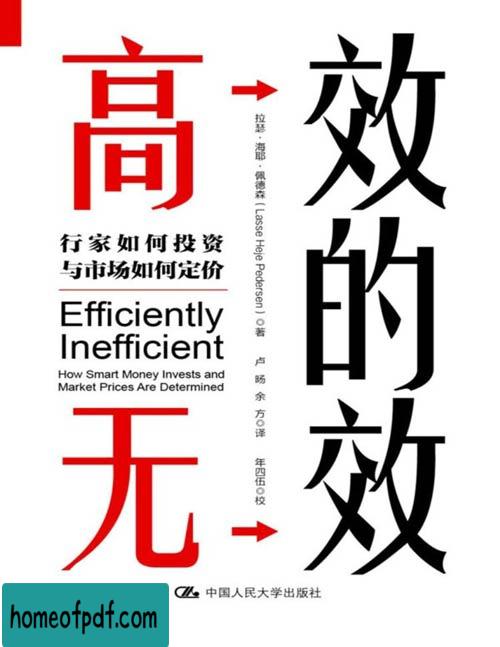 高效的无效
行家如何投资
与市场如何定价
Efficiently
Inefficient
How Smart Money Invests and
Market Prices Are Determined
拉瑟·海耶·佩德森（Lasse Heje Pedersen）◎著
卢旸 余方◎译
年四伍◎校
中国人民大学出版社
homeofpdf.com